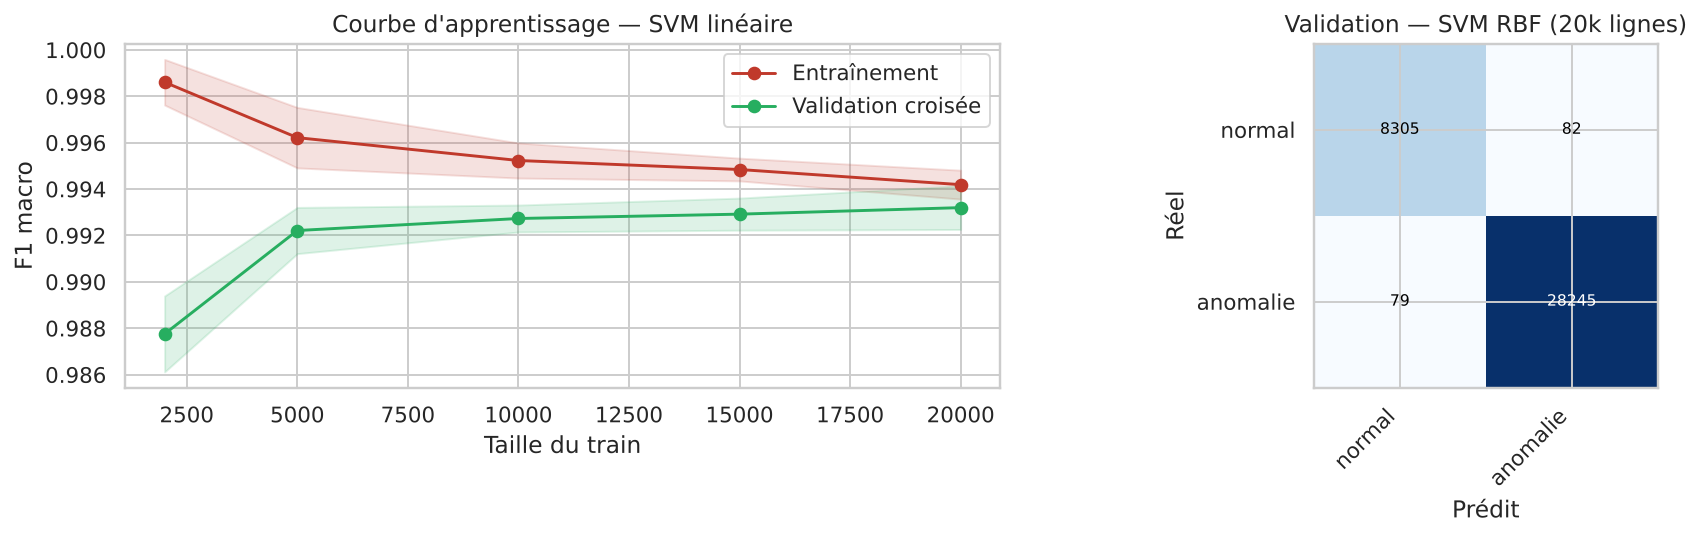 Courbe d'apprentissage — SVM linéaire
Entraînement
Validation croisée
F1 macro
1.000
0.998
0.996
0.994
0.992
0.990
0.988
0.986
2500 5000 7500 10000 12500 15000 17500 20000
Taille du train
Validation — SVM RBF (20k lignes)
Réel
normal
8305 82
anomalie
79 28245
normal anomalie
Prédit